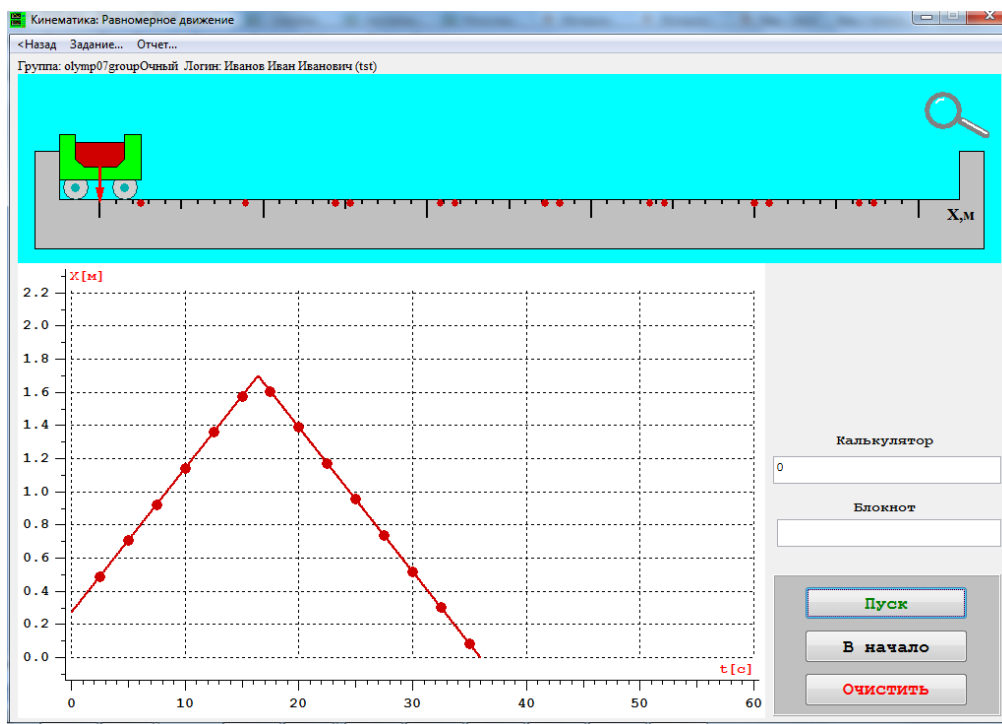 Кинематика: Равномерное движение
<Назад Задание... Отчет...
Группа: olymp07groupОчный Логин: Иванов Иван Иванович (tst)
X,м
X[м]
2.2
2.0
1.8
1.6
1.4
1.2
1.0
0.8
0.6
0.4
0.2
0.0
t[c]
0 10 20 30 40 50 60
Калькулятор
0
Блокнот
Пуск
В начало
Очистить